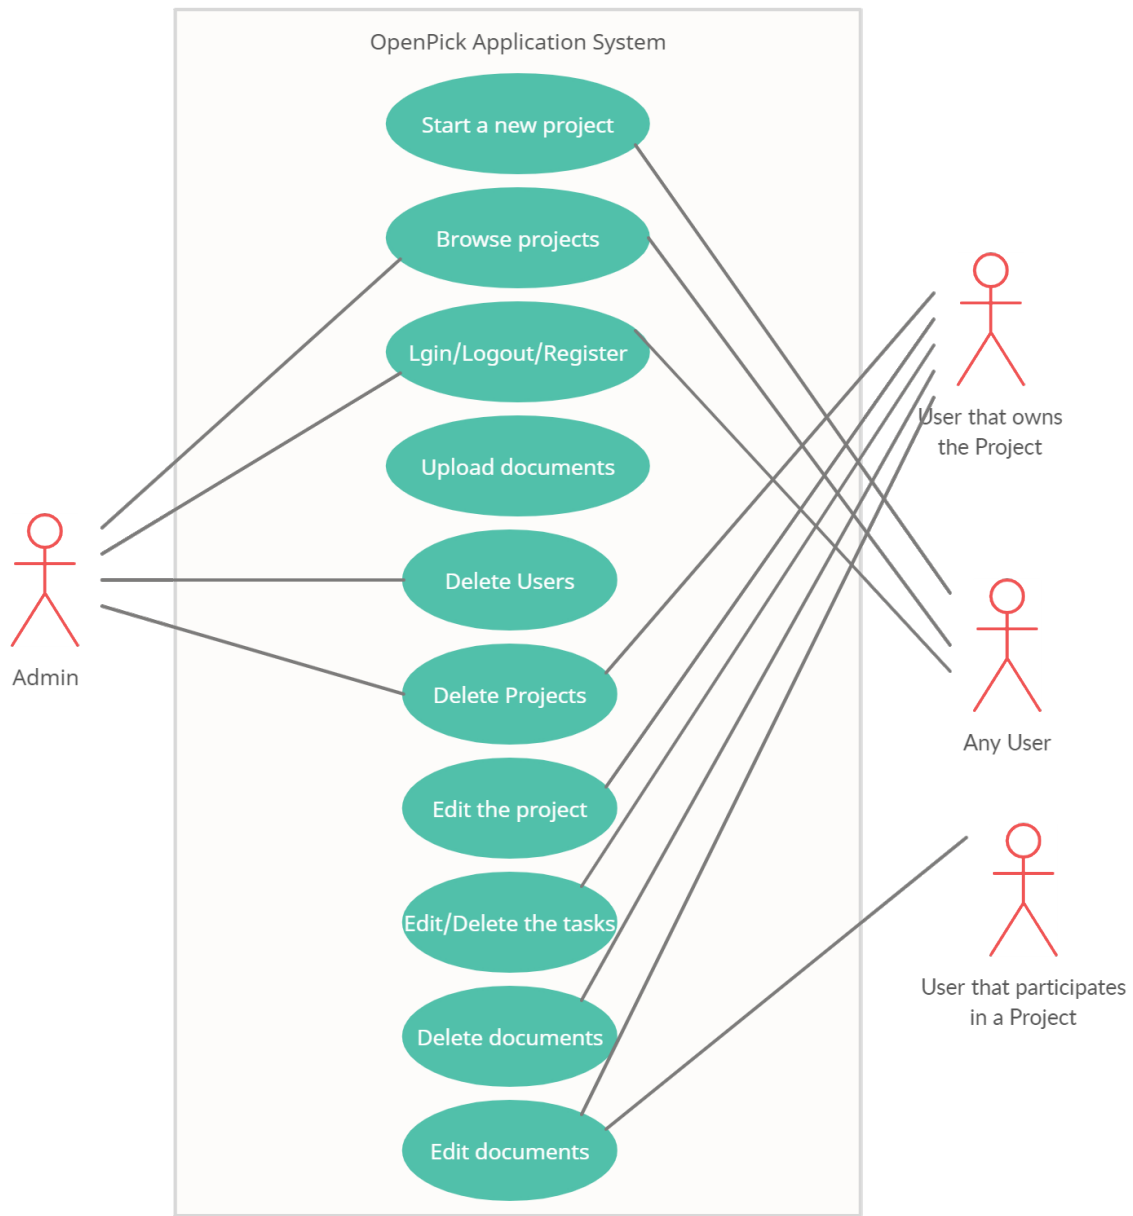 OpenPick Application System
Start a new project
Browse projects
Lgin/Logout/Register
Upload documents
Delete Users
Delete Projects
Edit the project
Edit/Delete the tasks
Delete documents
Edit documents
Admin
User that owns
the Project
Any User
User that participates
in a Project